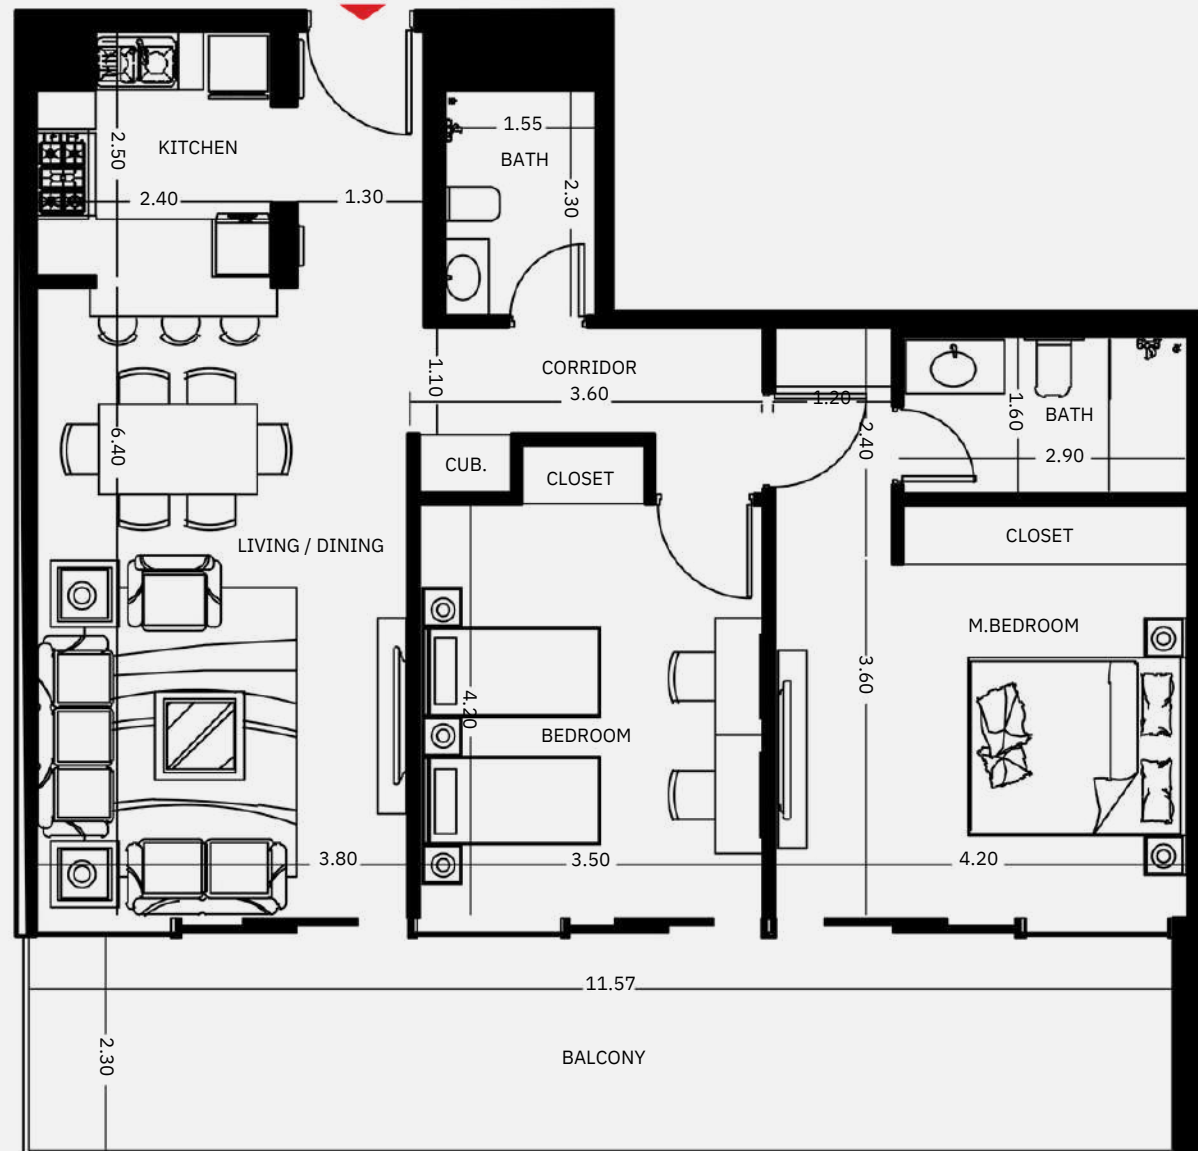 1.55
KITCHEN
BATH
2.50
2.40
1.30
2.30
CORRIDOR
1.10
3.60
1.20
1.60
BATH
2.40
6.40
2.90
CUB.
CLOSET
LIVING / DINING
CLOSET
M.BEDROOM
3.60
4.20
BEDROOM
3.80
3.50
4.20
11.57
2.30
BALCONY